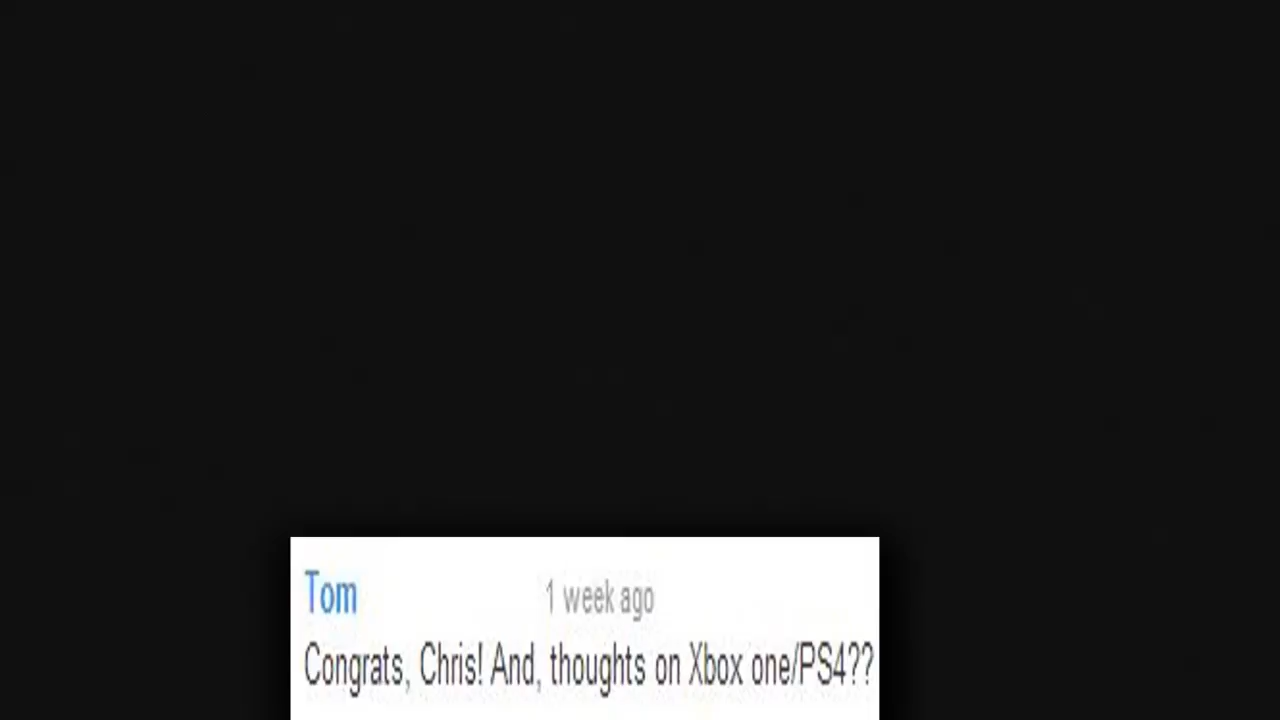 Tom 1 week ago
Congrats, Chris! And, thoughts on Xbox one/PS4??